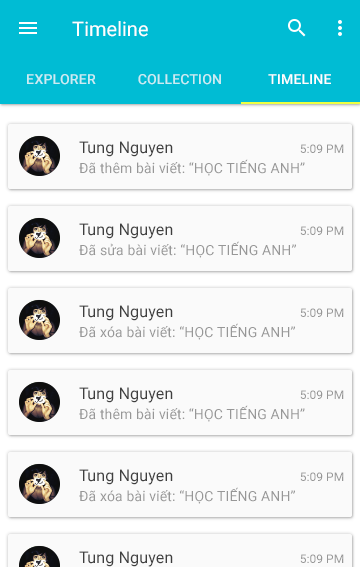 Timeline
EXPLORER COLLECTION TIMELINE
Tung Nguyen 5:09 PM
Đã thêm bài viết: “HỌC TIẾNG ANH”
Tung Nguyen 5:09 PM
Đã sửa bài viết: “HỌC TIẾNG ANH”
Tung Nguyen 5:09 PM
Đã xóa bài viết: “HỌC TIẾNG ANH”
Tung Nguyen 5:09 PM
Đã thêm bài viết: “HỌC TIẾNG ANH”
Tung Nguyen 5:09 PM
Đã xóa bài viết: “HỌC TIẾNG ANH”
Tung Nguyen 5:09 PM